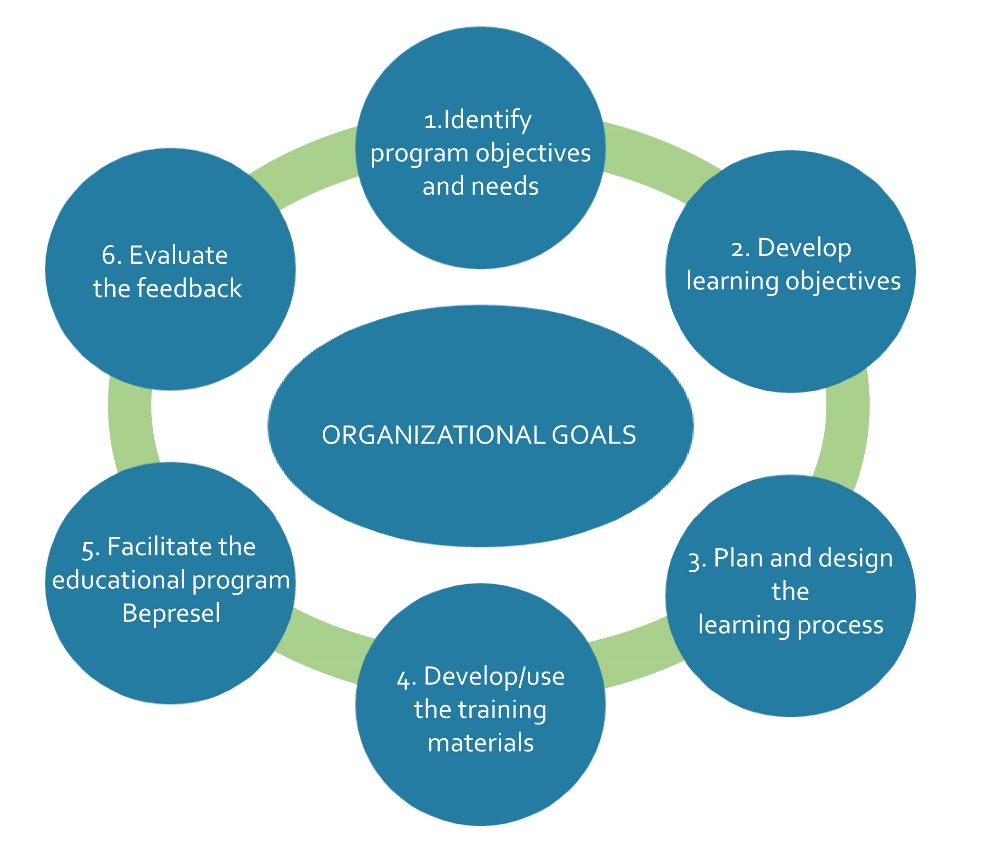 1.Identify
program objectives
and needs
2. Develop
learning objectives
3. Plan and design
the
learning process
4. Develop/use
the training
materials
5. Facilitate the
educational program
Bepresel
6. Evaluate
the feedback
ORGANIZATIONAL GOALS